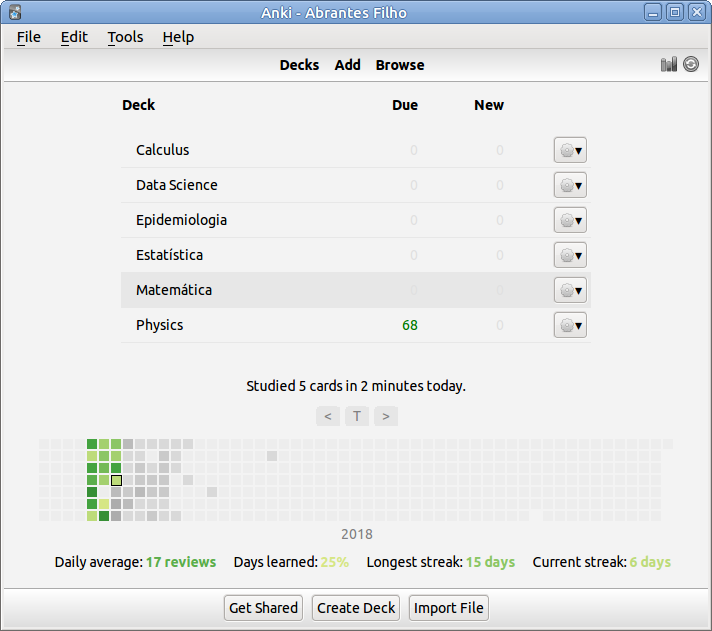 Anki - Abrantes Filho
File Edit Tools Help
Decks Add Browse
Deck Due New
Calculus 0 0
Data Science 0 0
Epidemiologia 0 0
Estatística 0 0
Matemática 0 0
Physics 68 0
Studied 5 cards in 2 minutes today.
< T >
2018
Daily average: 17 reviews Days learned: 25% Longest streak: 15 days Current streak: 6 days
Get Shared Create Deck Import File